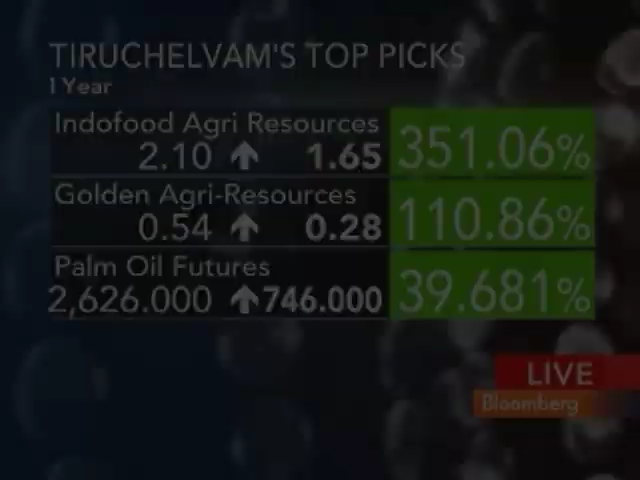 TIRUCHELVAM'S TOP PICKS
1 Year
Indofood Agri Resources
2.10 ↑ 1.65 351.06%
Golden Agri-Resources
0.54 ↑ 0.28 110.86%
Palm Oil Futures
2,626.000 ↑ 746.000 39.681%
LIVE
Bloomberg